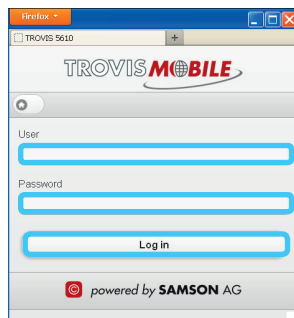 Firefox
TROVIS 5610
TROVIS MOBILE
User
Password
Log in
© powered by SAMSON AG